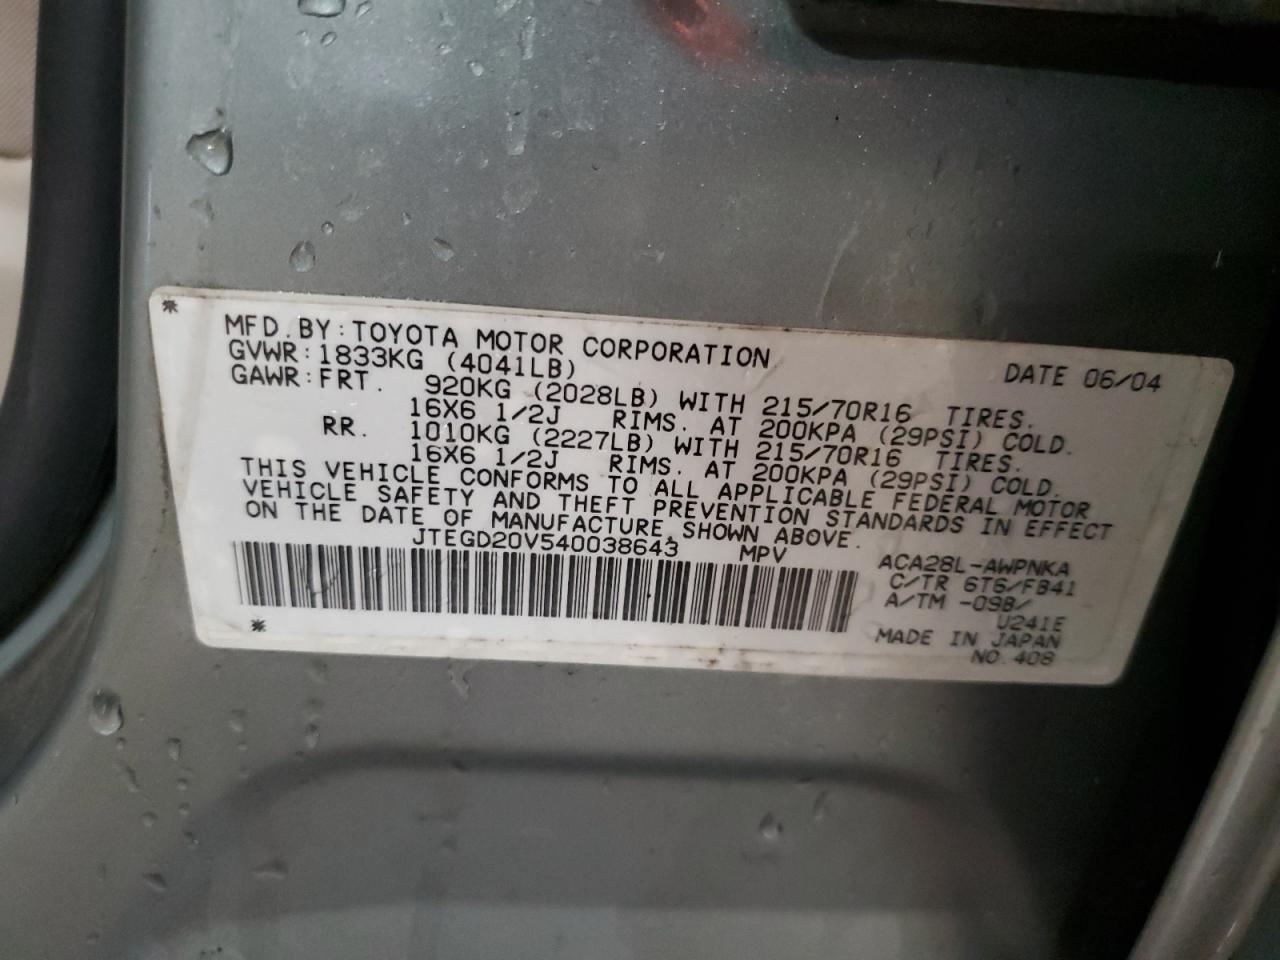 *
MFD. BY: TOYOTA MOTOR CORPORATION DATE 06/04
GVWR: 1833KG (4041LB)
GAWR: FRT. 920KG (2028LB) WITH 215/70R16 TIRES.
16X6 1/2J RIMS. AT 200KPA (29PSI) COLD.
RR. 1010KG (2227LB) WITH 215/70R16 TIRES.
16X6 1/2J RIMS. AT 200KPA (29PSI) COLD.
THIS VEHICLE CONFORMS TO ALL APPLICABLE FEDERAL MOTOR
VEHICLE SAFETY AND THEFT PREVENTION STANDARDS IN EFFECT
ON THE DATE OF MANUFACTURE SHOWN ABOVE.
JTEGD20V540038643 MPV
ACA28L-AWPNKA
C/TR 6T6/FB41
A/TM -09B/
U241E
MADE IN JAPAN
NO. 408
*